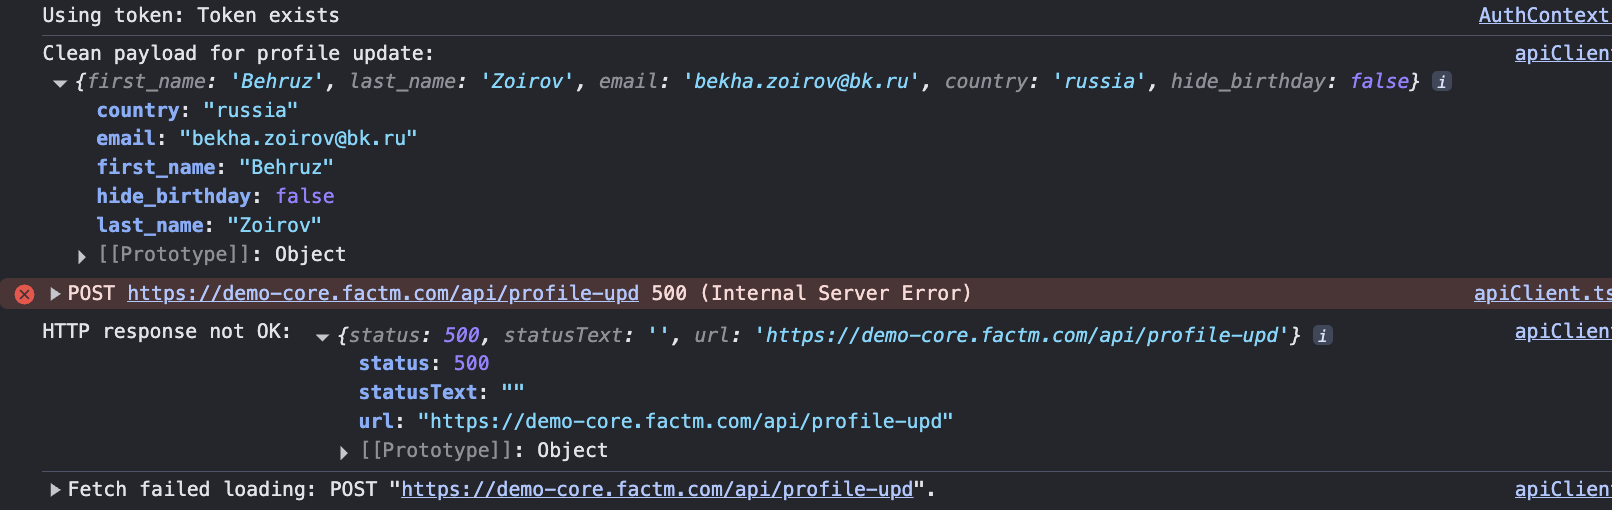 Using token: Token exists AuthContext
Clean payload for profile update: apiClien
{first_name: 'Behruz', last_name: 'Zoirov', email: 'bekha.zoirov@bk.ru', country: 'russia', hide_birthday: false} i
country: "russia"
email: "bekha.zoirov@bk.ru"
first_name: "Behruz"
hide_birthday: false
last_name: "Zoirov"
[[Prototype]]: Object
POST https://demo-core.factm.com/api/profile-upd 500 (Internal Server Error) apiClient.ts
HTTP response not OK: {status: 500, statusText: '', url: 'https://demo-core.factm.com/api/profile-upd'} i apiClien
status: 500
statusText: ""
url: "https://demo-core.factm.com/api/profile-upd"
[[Prototype]]: Object
Fetch failed loading: POST "https://demo-core.factm.com/api/profile-upd". apiClien